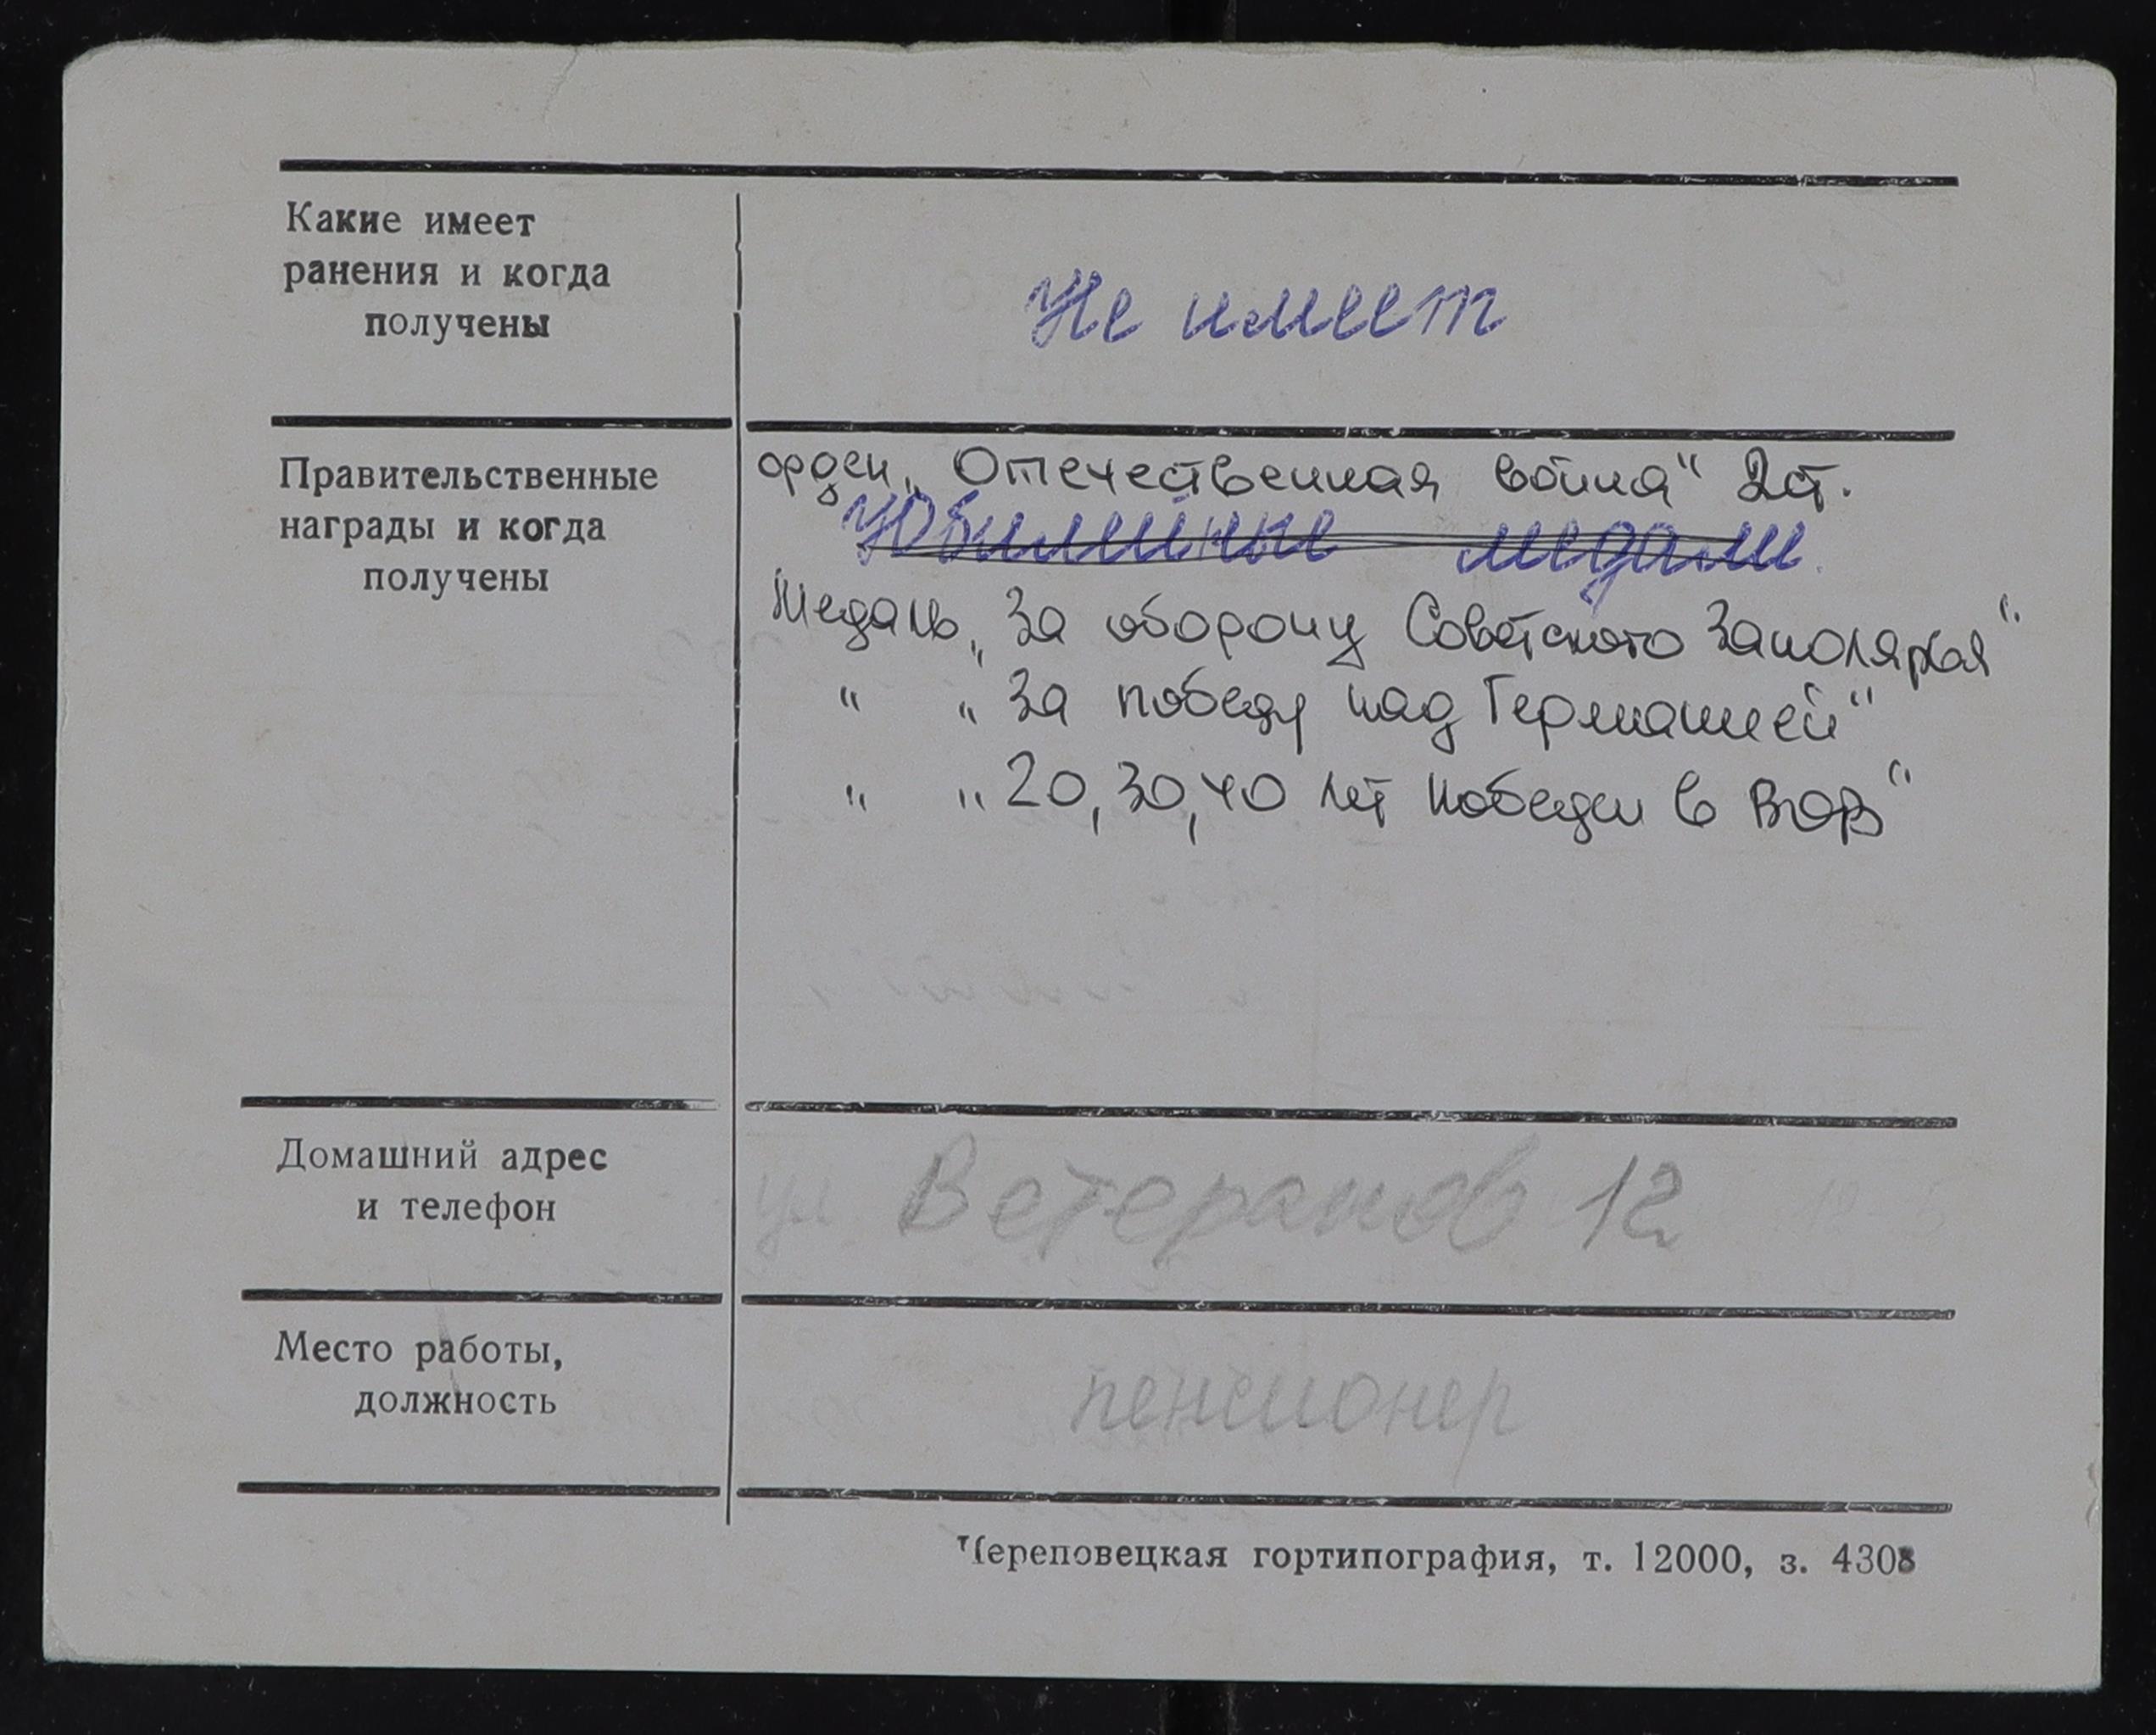 Какие имеет
ранения и когда
получены
Не имеет
Правительственные
награды и когда
получены
орден „Отечественная война" 2 ст.
Юбилейные медали.
Медаль „За оборону Советского Заполярья"
" „За победу над Германией"
" „20, 30, 40 лет Победы в ВОВ"
Домашний адрес
и телефон
ул Ветеранов 12
Место работы,
должность
пенсионер
Череповецкая гортипография, т. 12000, з. 4308